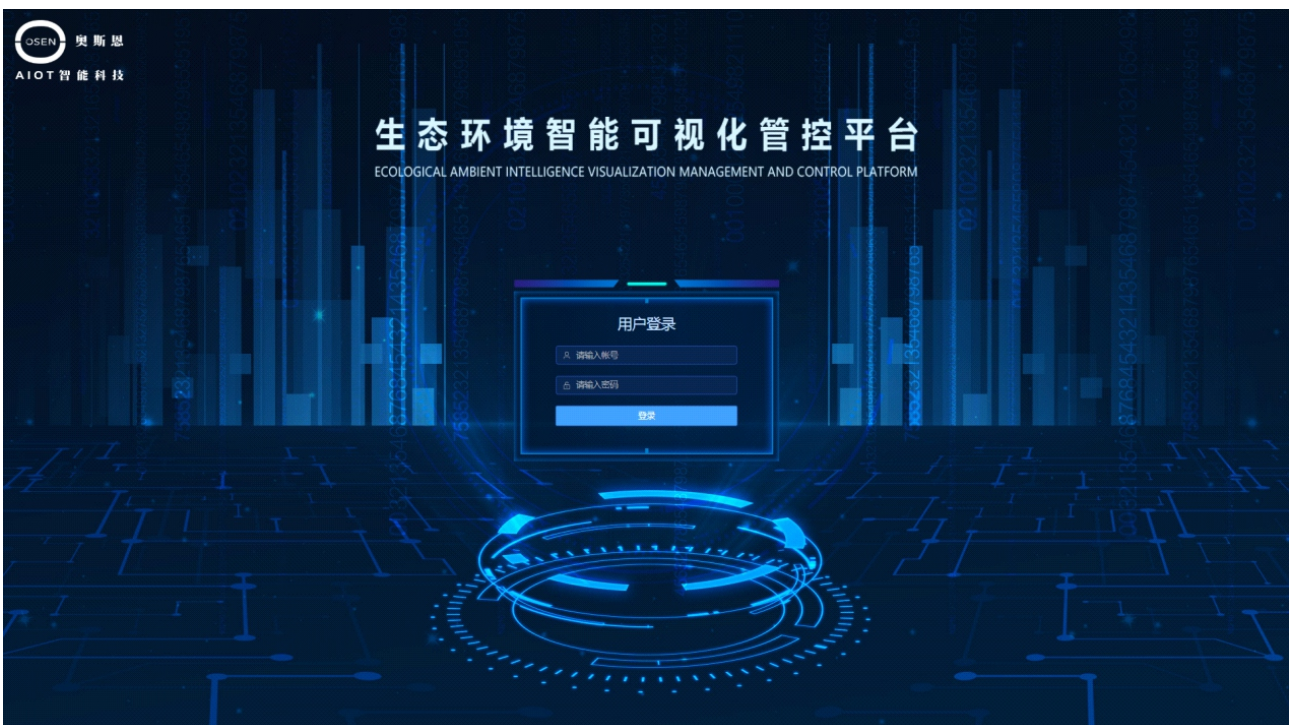 OSEN 奥斯恩
AIOT智能科技
生态环境智能可视化管控平台
ECOLOGICAL AMBIENT INTELLIGENCE VISUALIZATION MANAGEMENT AND CONTROL PLATFORM
用户登录
请输入帐号
请输入密码
登录